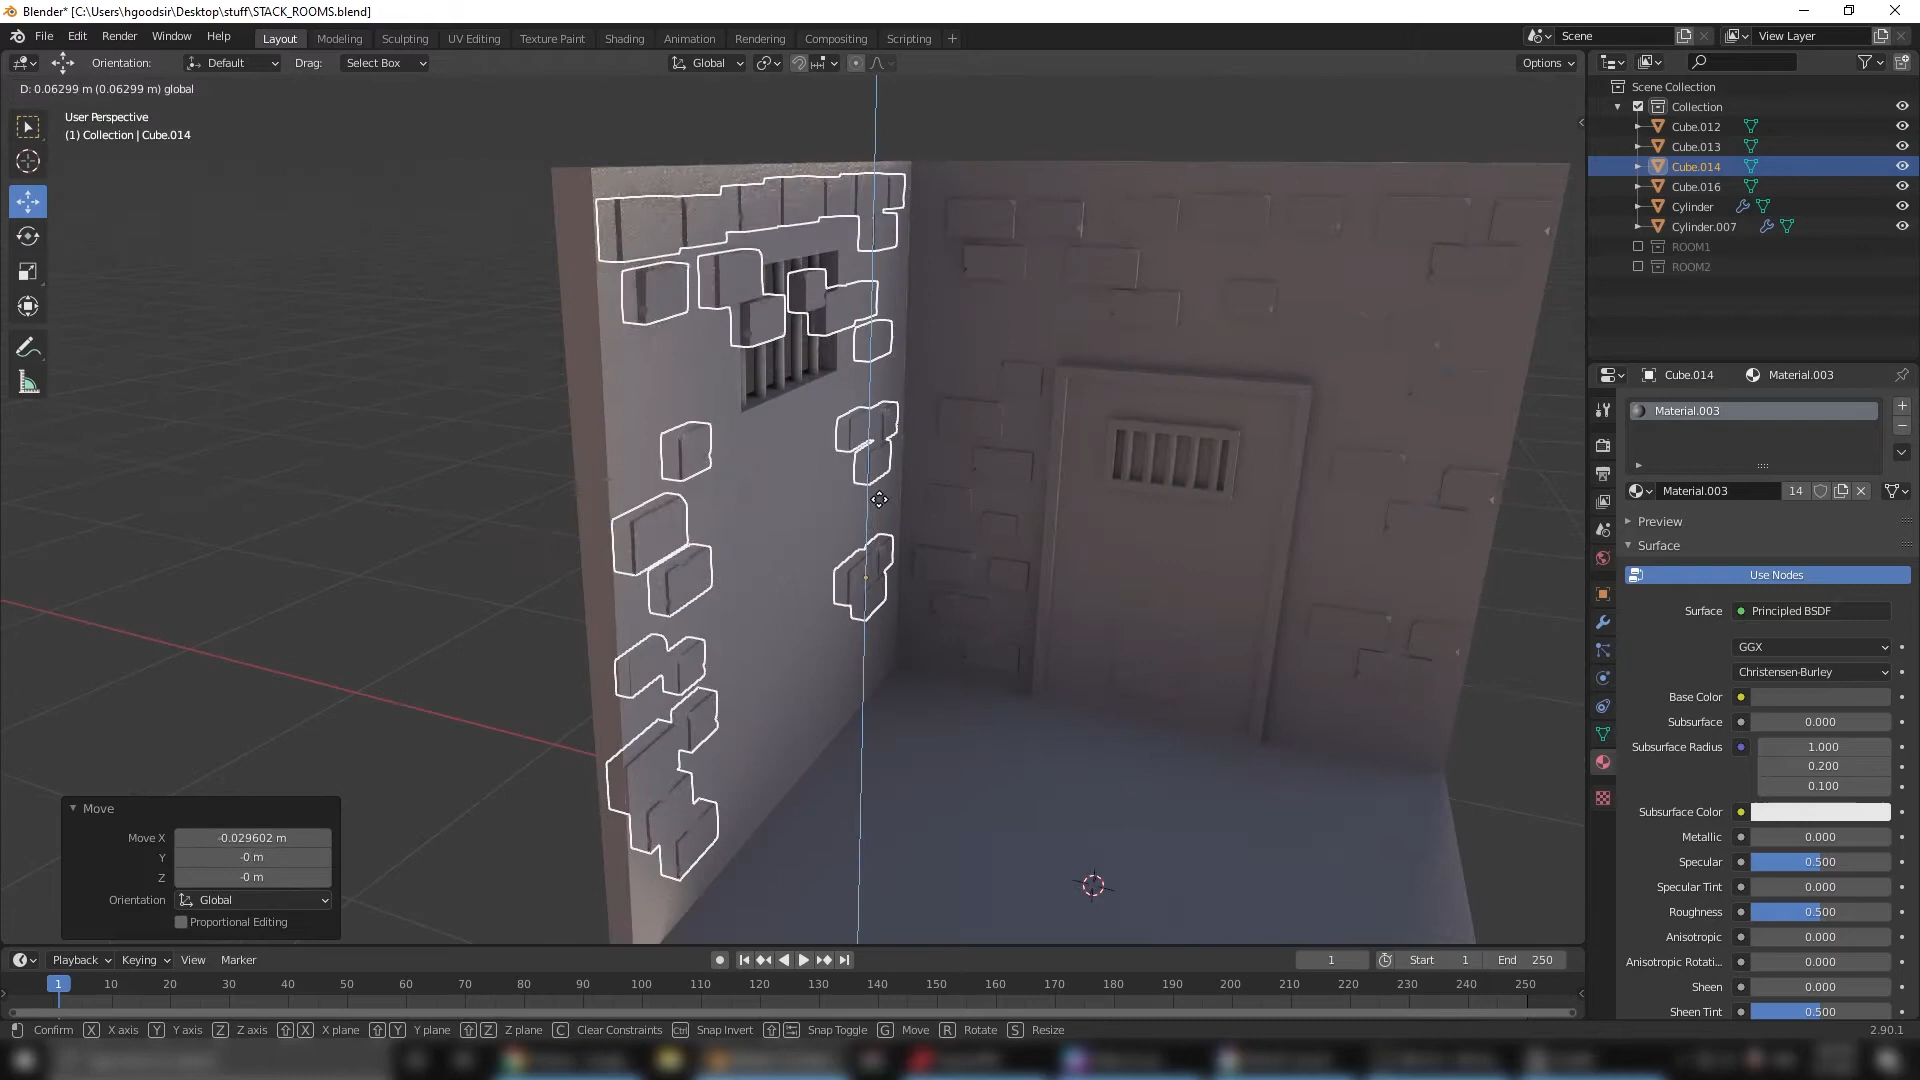 Blender* [C:\Users\hgoodsir\Desktop\stuff\STACK_ROOMS.blend]
File Edit Render Window Help Layout Modeling Sculpting UV Editing Texture Paint Shading Animation Rendering Compositing Scripting + Scene View Layer
Orientation: Default Drag: Select Box Global Options
D: 0.06299 m (0.06299 m) global
User Perspective
(1) Collection | Cube.014
Scene Collection
Collection
Cube.012
Cube.013
Cube.014
Cube.016
Cylinder
Cylinder.007
ROOM1
ROOM2
Cube.014 Material.003
Material.003
Material.003 14
Preview
Surface
Use Nodes
Surface Principled BSDF
GGX
Christensen-Burley
Base Color
Subsurface 0.000
Subsurface Radius 1.000
0.200
0.100
Subsurface Color
Metallic 0.000
Specular 0.500
Specular Tint 0.000
Roughness 0.500
Anisotropic 0.000
Anisotropic Rotati... 0.000
Sheen 0.000
Sheen Tint 0.500
Move
Move X -0.029602 m
Y -0 m
Z -0 m
Orientation Global
Proportional Editing
Playback Keying View Marker 1 Start 1 End 250
1 10 20 30 40 50 60 70 80 90 100 110 120 130 140 150 160 170 180 190 200 210 220 230 240 250
Confirm X X axis Y Y axis Z Z axis X X plane Y Y plane Z Z plane C Clear Constraints Ctrl Snap Invert Snap Toggle G Move R Rotate S Resize 2.90.1